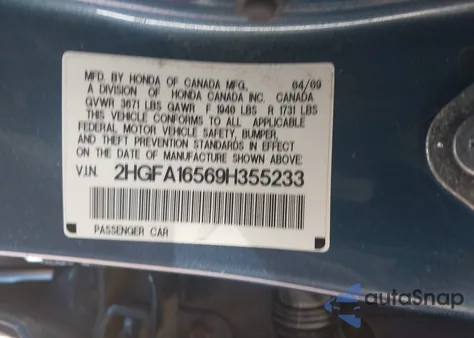 MFD. BY HONDA OF CANADA MFG., 04/09
A DIVISION OF HONDA CANADA INC. CANADA
GVWR 3671 LBS GAWR F 1940 LBS R 1731 LBS
THIS VEHICLE CONFORMS TO ALL APPLICABLE
FEDERAL MOTOR VEHICLE SAFETY, BUMPER,
AND THEFT PREVENTION STANDARDS IN EFFECT
ON THE DATE OF MANUFACTURE SHOWN ABOVE:
V.I.N. 2HGFA16569H355233
PASSENGER CAR
autaSnap